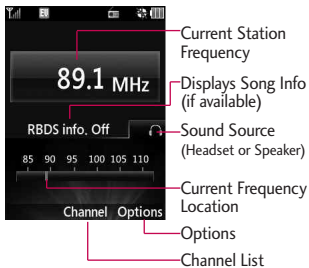 89.1 MHz
RBDS info. Off
85 90 95 100 105 110
Channel Options
Current Station
Frequency
Displays Song Info
(if available)
Sound Source
(Headset or Speaker)
Current Frequency
Location
Options
Channel List